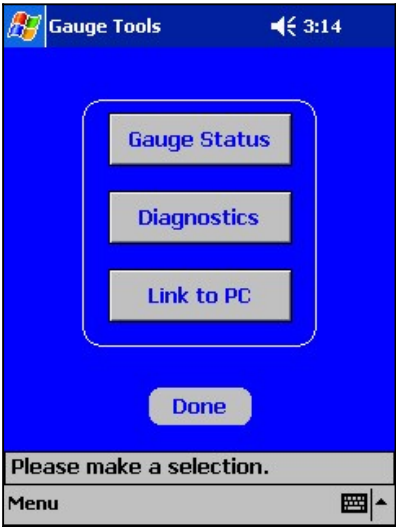 Gauge Tools 3:14
Gauge Status
Diagnostics
Link to PC
Done
Please make a selection.
Menu